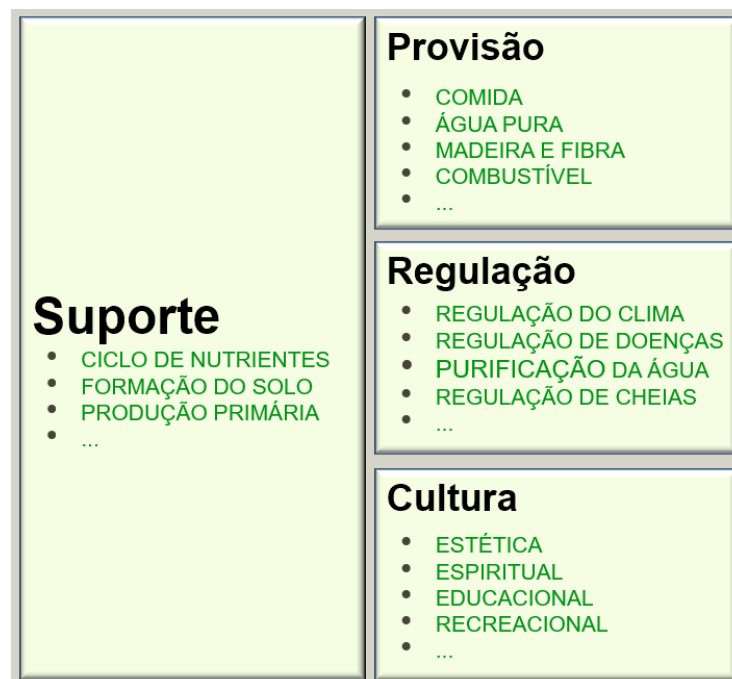 Suporte
• CICLO DE NUTRIENTES
• FORMAÇÃO DO SOLO
• PRODUÇÃO PRIMÁRIA
• ...
Provisão
• COMIDA
• ÁGUA PURA
• MADEIRA E FIBRA
• COMBUSTÍVEL
• ...
Regulação
• REGULAÇÃO DO CLIMA
• REGULAÇÃO DE DOENÇAS
• PURIFICAÇÃO DA ÁGUA
• REGULAÇÃO DE CHEIAS
• ...
Cultura
• ESTÉTICA
• ESPIRITUAL
• EDUCACIONAL
• RECREACIONAL
• ...